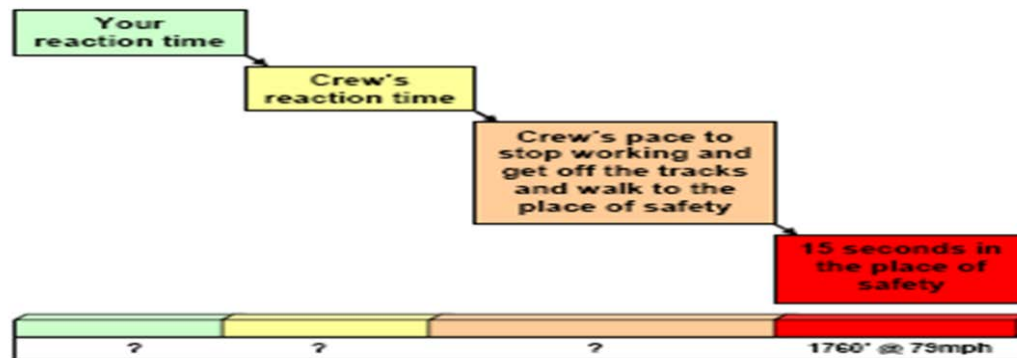 Your
reaction time
Crew's
reaction time
Crew's pace to
stop working and
get off the tracks
and walk to the
place of safety
15 seconds in
the place of
safety
? ? ? 1760' @ 79mph